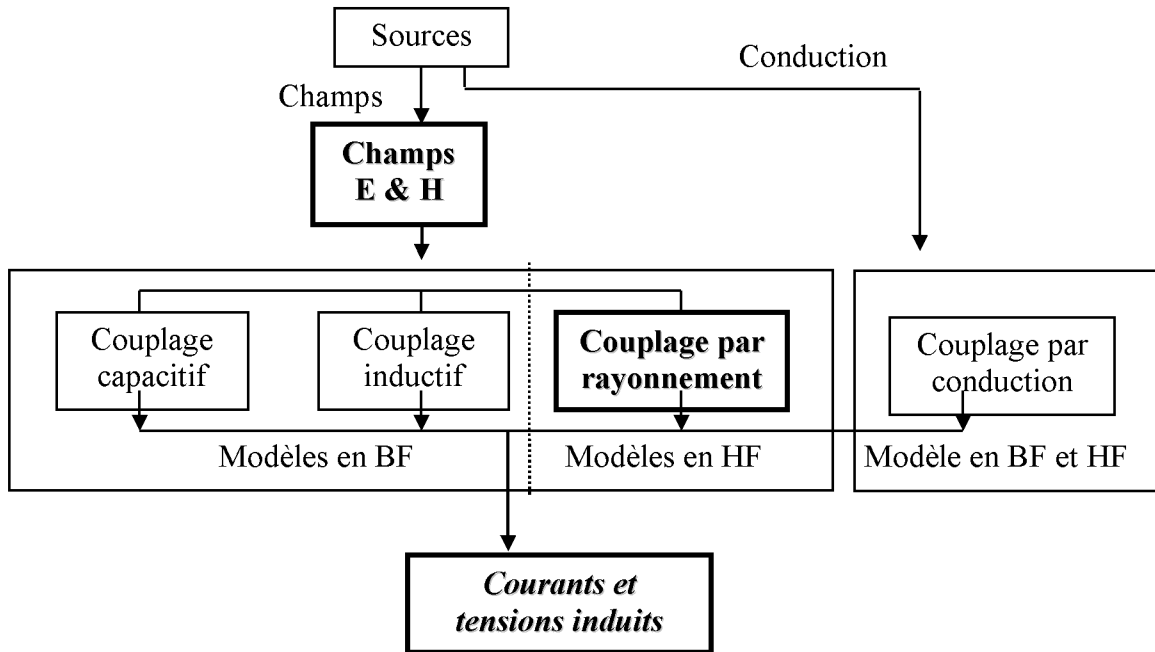 Sources
Conduction
Champs
Champs
E & H
Couplage
capacitif
Couplage
inductif
Couplage par
rayonnement
Couplage par
conduction
Modèles en BF
Modèles en HF
Modèle en BF et HF
Courants et
tensions induits